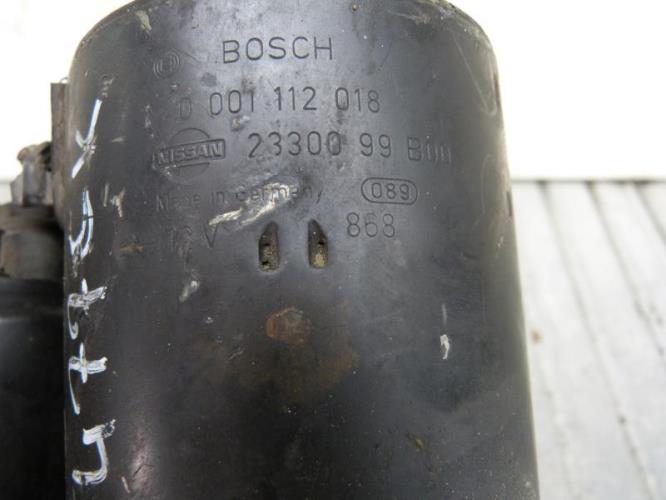 BOSCH
0 001 112 018
NISSAN 23300 99 B00
Made in Germany 089
12 V 868